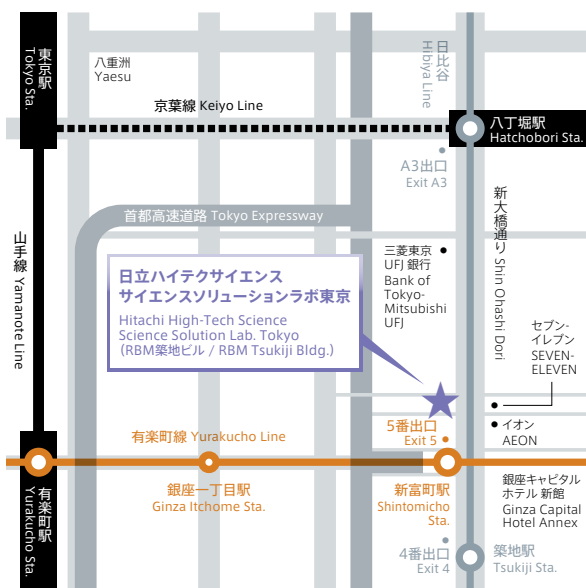 東京駅
Tokyo Sta.
八重洲
Yaesu
日比谷
Hibiya Line
京葉線 Keiyo Line
八丁堀駅
Hatchobori Sta.
A3出口
Exit A3
首都高速道路 Tokyo Expressway
新大橋通り Shin Ohashi Dori
山手線 Yamanote Line
三菱東京
UFJ 銀行
Bank of
Tokyo-
Mitsubishi
UFJ
日立ハイテクサイエンス
サイエンスソリューションラボ東京
Hitachi High-Tech Science
Science Solution Lab. Tokyo
(RBM築地ビル / RBM Tsukiji Bldg.)
セブン-
イレブン
SEVEN-
ELEVEN
イオン
AEON
5番出口
Exit 5
有楽町線 Yurakucho Line
有楽町駅
Yurakucho Sta.
銀座一丁目駅
Ginza Itchome Sta.
新富町駅
Shintomicho
Sta.
銀座キャピタル
ホテル 新館
Ginza Capital
Hotel Annex
4番出口
Exit 4
築地駅
Tsukiji Sta.